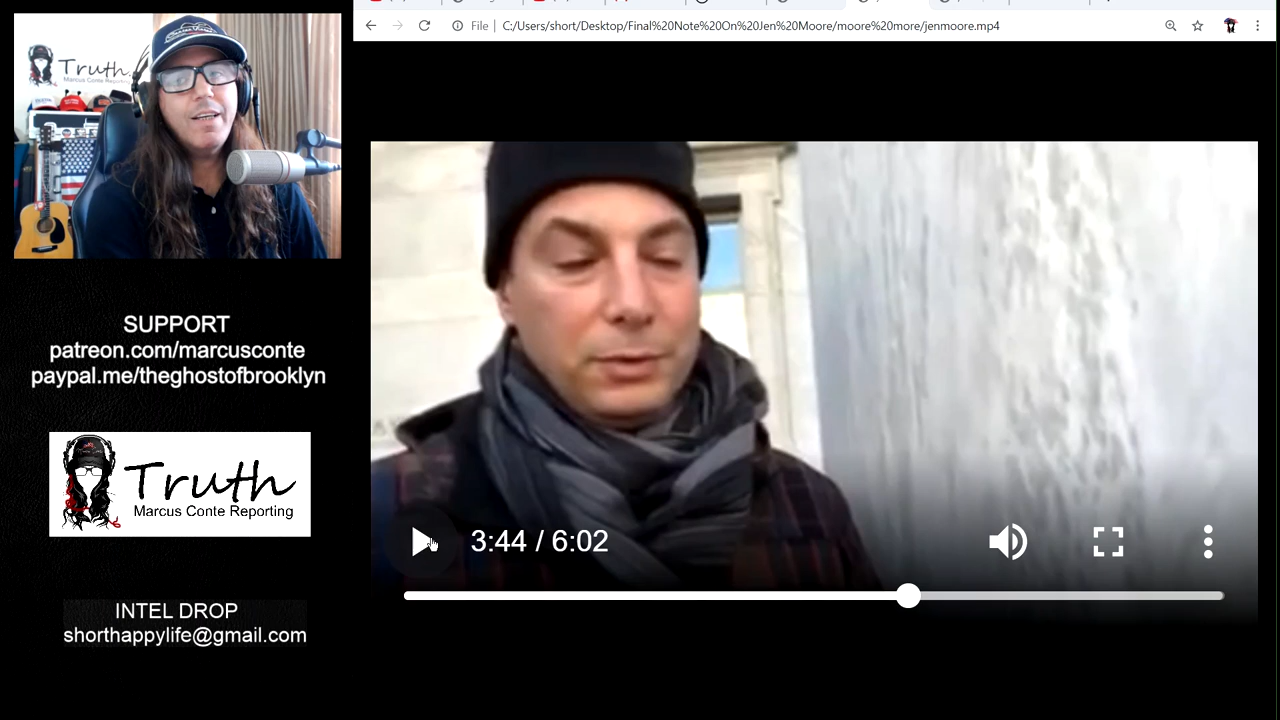 Truth
Marcus Conte Reporting
File
C:/Users/short/Desktop/Final%20Note%20On%20Jen%20Moore/moore%20more/jenmoore.mp4
SUPPORT
patreon.com/marcusconte
paypal.me/theghostofbrooklyn
Truth
Marcus Conte Reporting
INTEL DROP
shorthappylife@gmail.com
3:44 / 6:02